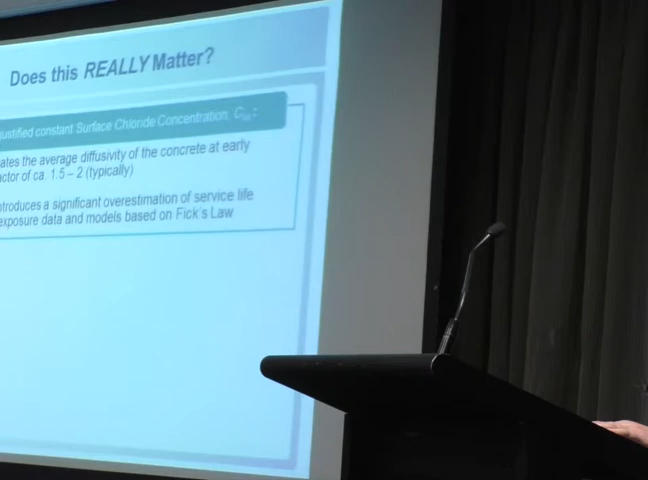 Does this REALLY Matter?
ustified constant Surface Chloride Concentration,
ates the average diffusivity of the concrete at early
actor of ca. 1.5 – 2 (typically)
ntroduces a significant overestimation of service life
exposure data and models based on Fick's Law